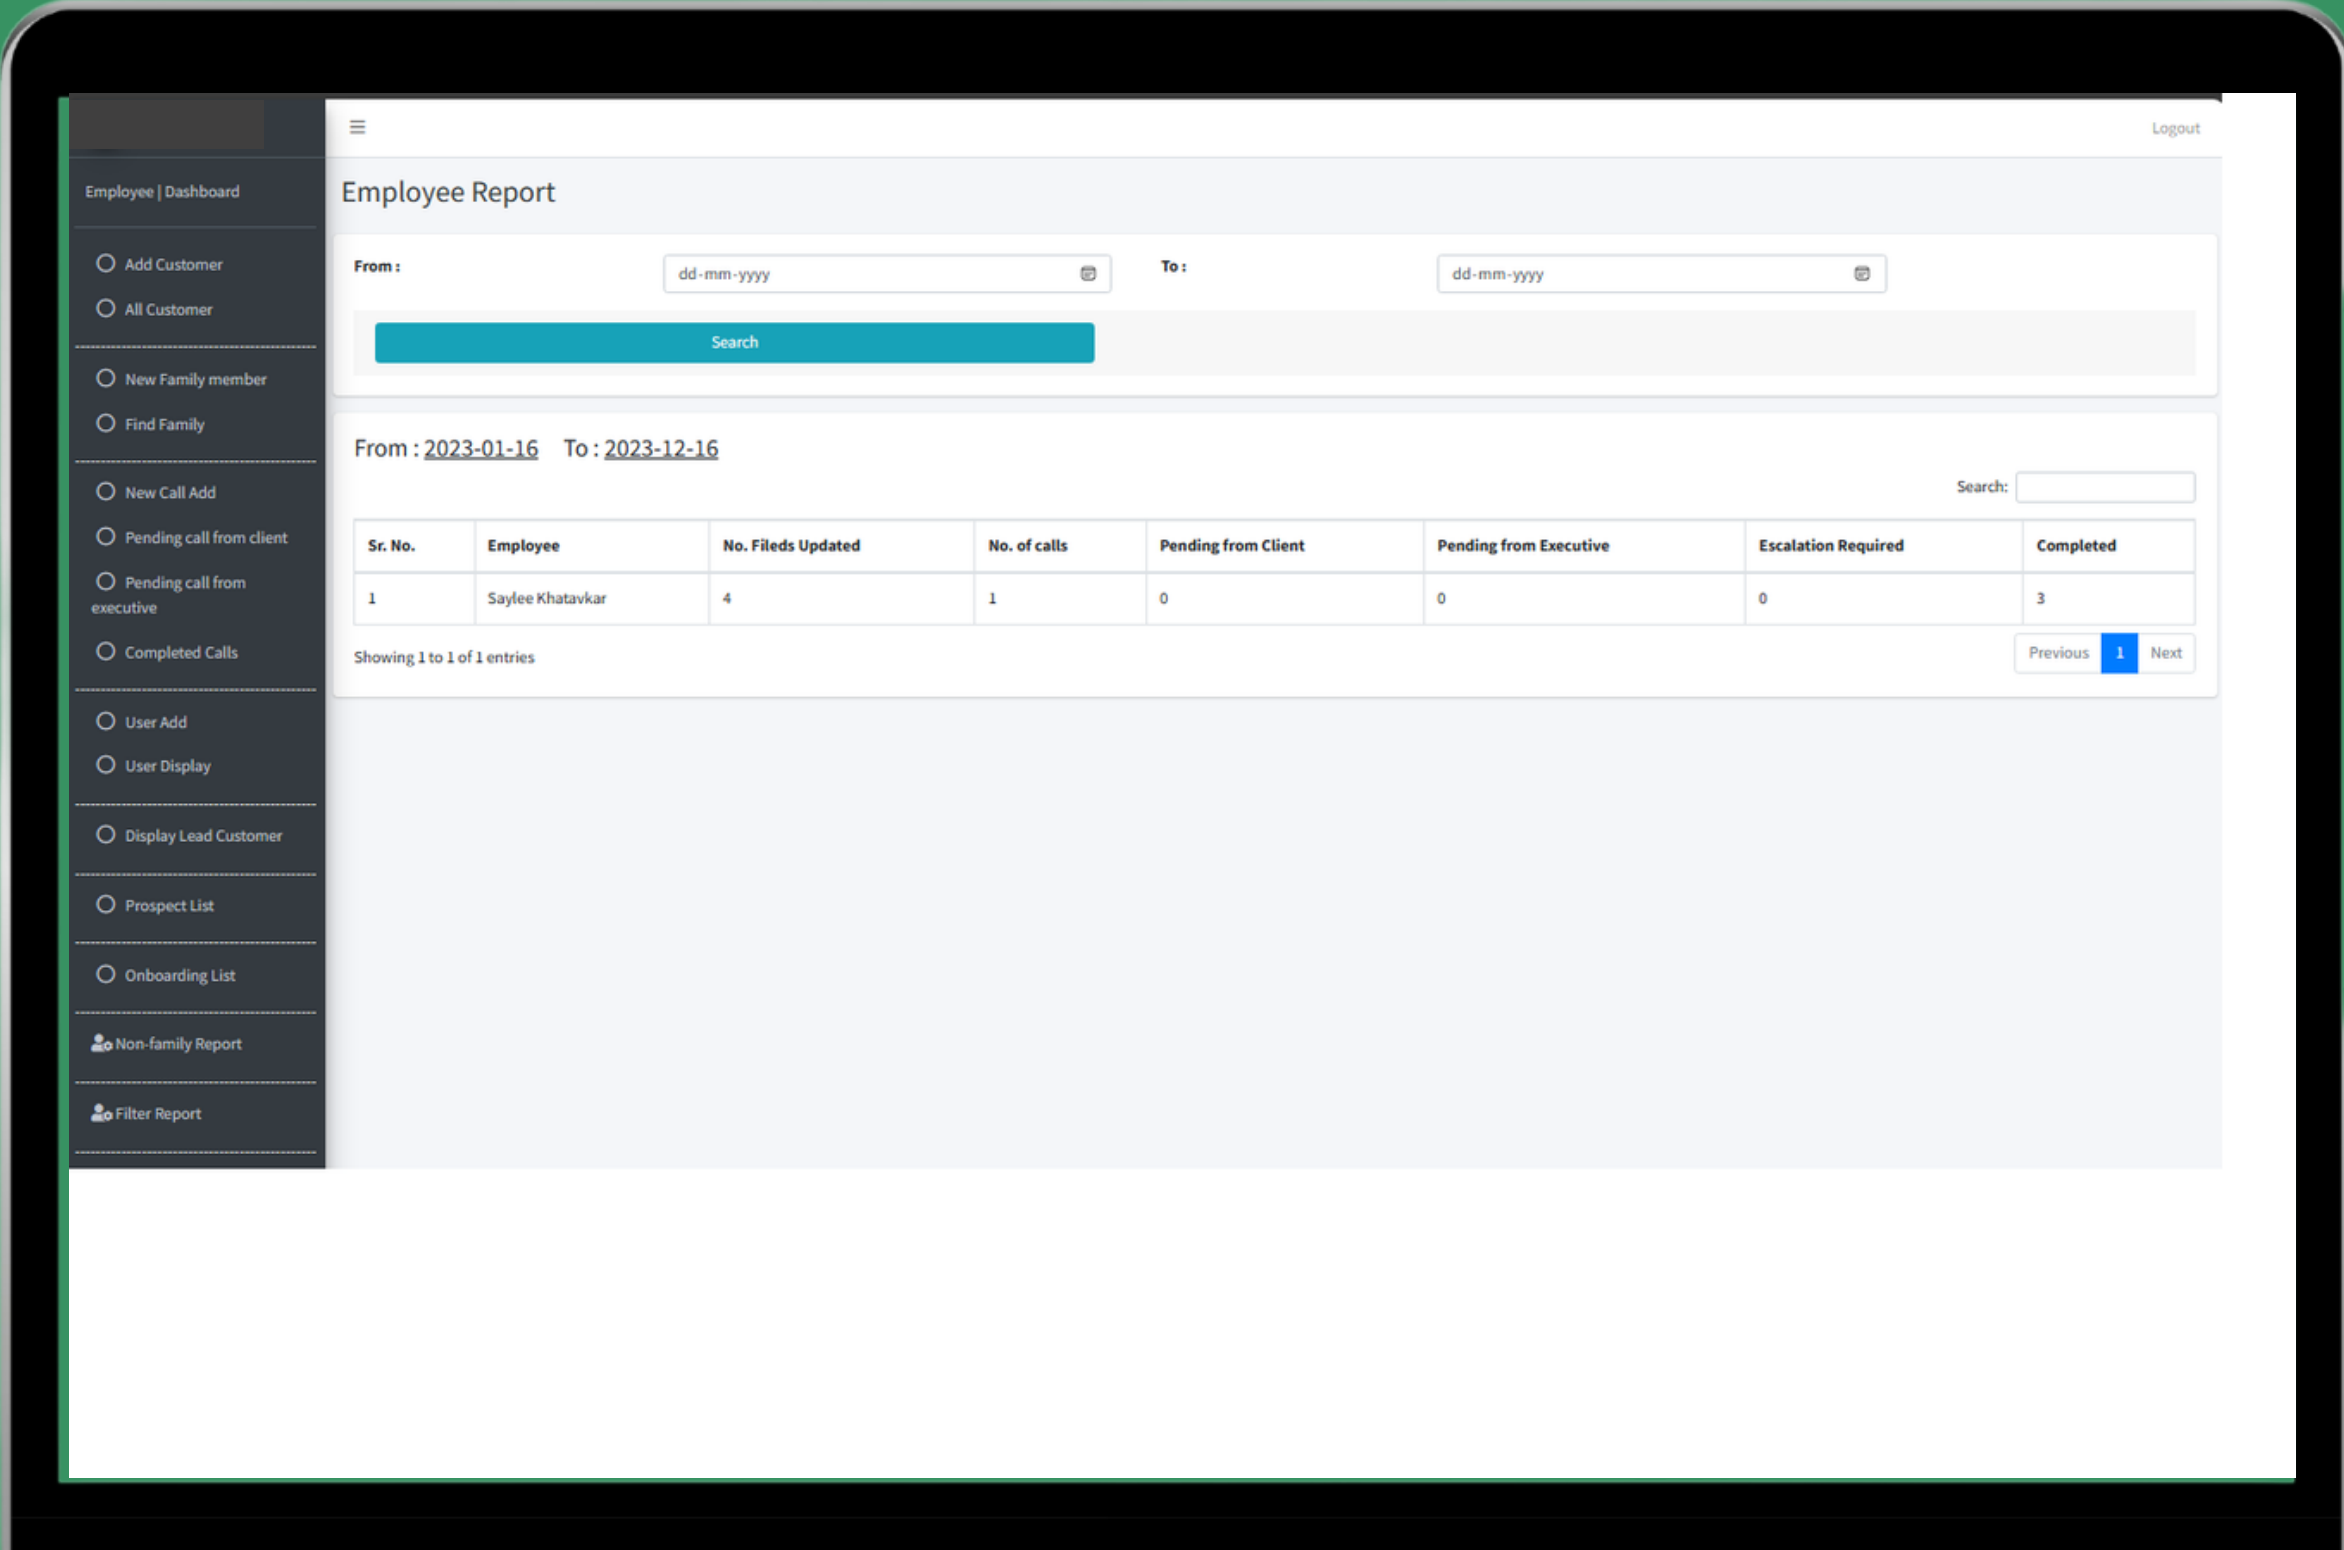 Logout
Employee | Dashboard
Add Customer
All Customer
New Family member
Find Family
New Call Add
Pending call from client
Pending call from
executive
Completed Calls
User Add
User Display
Display Lead Customer
Prospect List
Onboarding List
Non-family Report
Filter Report
Employee Report
From : dd-mm-yyyy To : dd-mm-yyyy
Search
From : 2023-01-16 To : 2023-12-16
Search:
Sr. No. Employee No. Fileds Updated No. of calls Pending from Client Pending from Executive Escalation Required Completed
1 Saylee Khatavkar 4 1 0 0 0 3
Showing 1 to 1 of 1 entries
Previous 1 Next